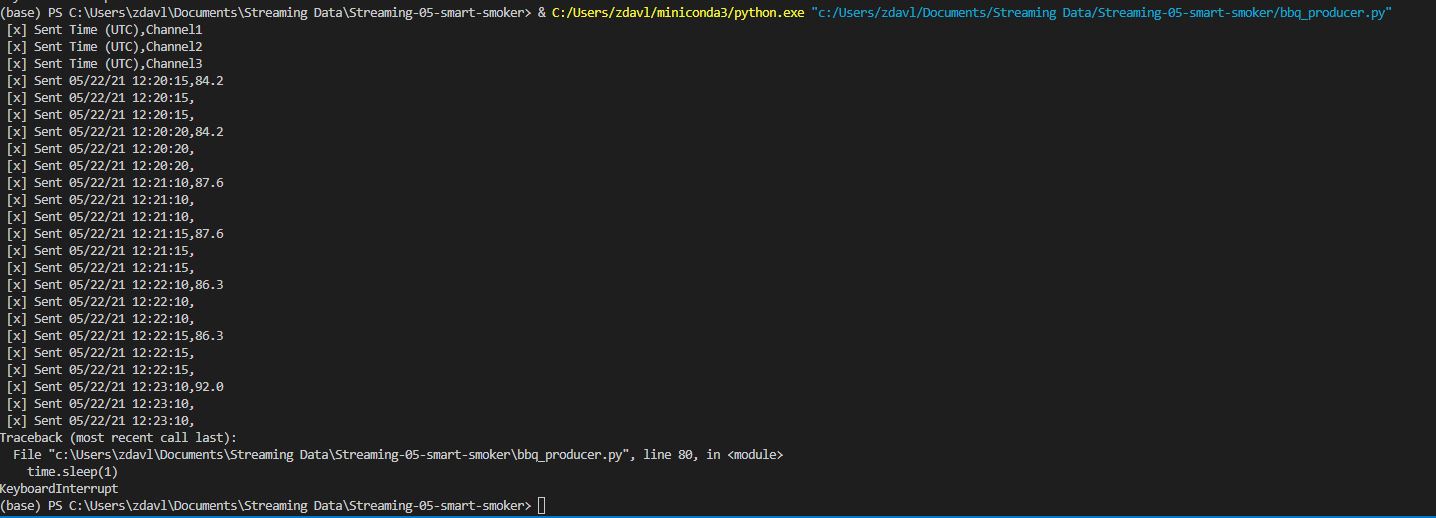 (base) PS C:\Users\zdavl\Documents\Streaming Data\Streaming-05-smart-smoker> & C:/Users/zdavl/miniconda3/python.exe "c:/Users/zdavl/Documents/Streaming Data/Streaming-05-smart-smoker/bbq_producer.py"
[x] Sent Time (UTC),Channel1
[x] Sent Time (UTC),Channel2
[x] Sent Time (UTC),Channel3
[x] Sent 05/22/21 12:20:15,84.2
[x] Sent 05/22/21 12:20:15,
[x] Sent 05/22/21 12:20:15,
[x] Sent 05/22/21 12:20:20,84.2
[x] Sent 05/22/21 12:20:20,
[x] Sent 05/22/21 12:20:20,
[x] Sent 05/22/21 12:21:10,87.6
[x] Sent 05/22/21 12:21:10,
[x] Sent 05/22/21 12:21:10,
[x] Sent 05/22/21 12:21:15,87.6
[x] Sent 05/22/21 12:21:15,
[x] Sent 05/22/21 12:21:15,
[x] Sent 05/22/21 12:22:10,86.3
[x] Sent 05/22/21 12:22:10,
[x] Sent 05/22/21 12:22:10,
[x] Sent 05/22/21 12:22:15,86.3
[x] Sent 05/22/21 12:22:15,
[x] Sent 05/22/21 12:22:15,
[x] Sent 05/22/21 12:23:10,92.0
[x] Sent 05/22/21 12:23:10,
[x] Sent 05/22/21 12:23:10,
Traceback (most recent call last):
File "c:\Users\zdavl\Documents\Streaming Data\Streaming-05-smart-smoker\bbq_producer.py", line 80, in <module>
time.sleep(1)
KeyboardInterrupt
(base) PS C:\Users\zdavl\Documents\Streaming Data\Streaming-05-smart-smoker>